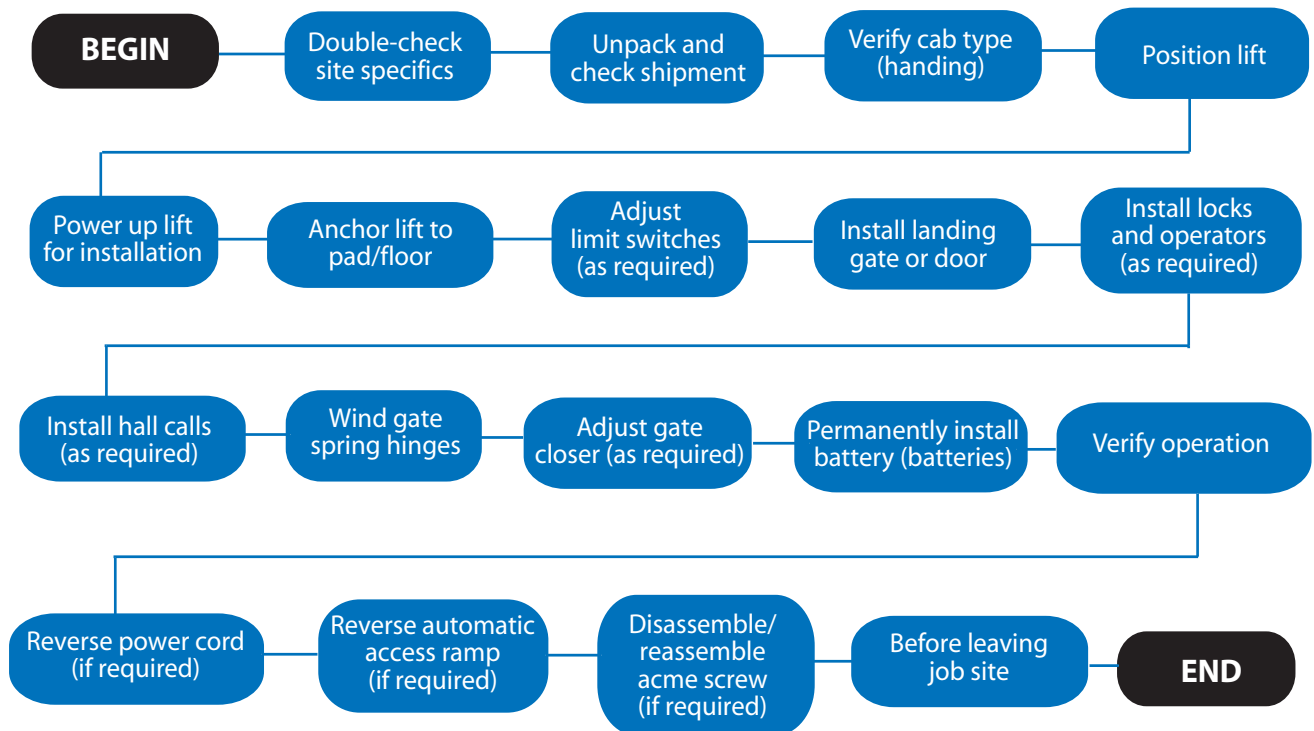 BEGIN
Double-check
site specifics
Unpack and
check shipment
Verify cab type
(handing)
Position lift
Power up lift
for installation
Anchor lift to
pad/floor
Adjust
limit switches
(as required)
Install landing
gate or door
Install locks
and operators
(as required)
Install hall calls
(as required)
Wind gate
spring hinges
Adjust gate
closer (as required)
Permanently install
battery (batteries)
Verify operation
Reverse power cord
(if required)
Reverse automatic
access ramp
(if required)
Disassemble/
reassemble
acme screw
(if required)
Before leaving
job site
END